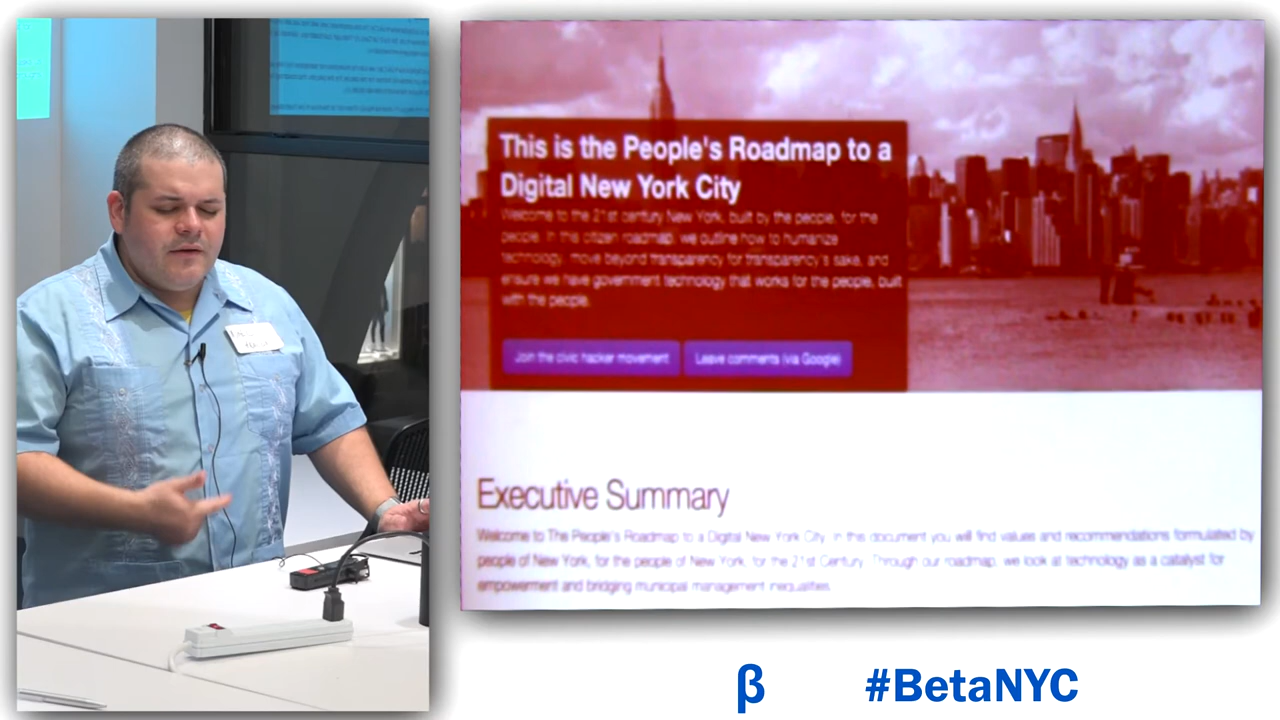 This is the People's Roadmap to a
Digital New York City
Welcome to the 21st century New York, built by the people, for the
people. In this citizen roadmap, we outline how to humanize
technology, move beyond transparency for transparency's sake, and
ensure we have government technology that works for the people, built
with the people.
Join the civic hacker movement
Leave comments (via Google)
Executive Summary
Welcome to The People's Roadmap to a Digital New York City. In this document you will find values and recommendations formulated by
people of New York, for the people of New York, for the 21st Century. Through our roadmap, we look at technology as a catalyst for
empowerment and bridging municipal management inequalities.
β #BetaNYC